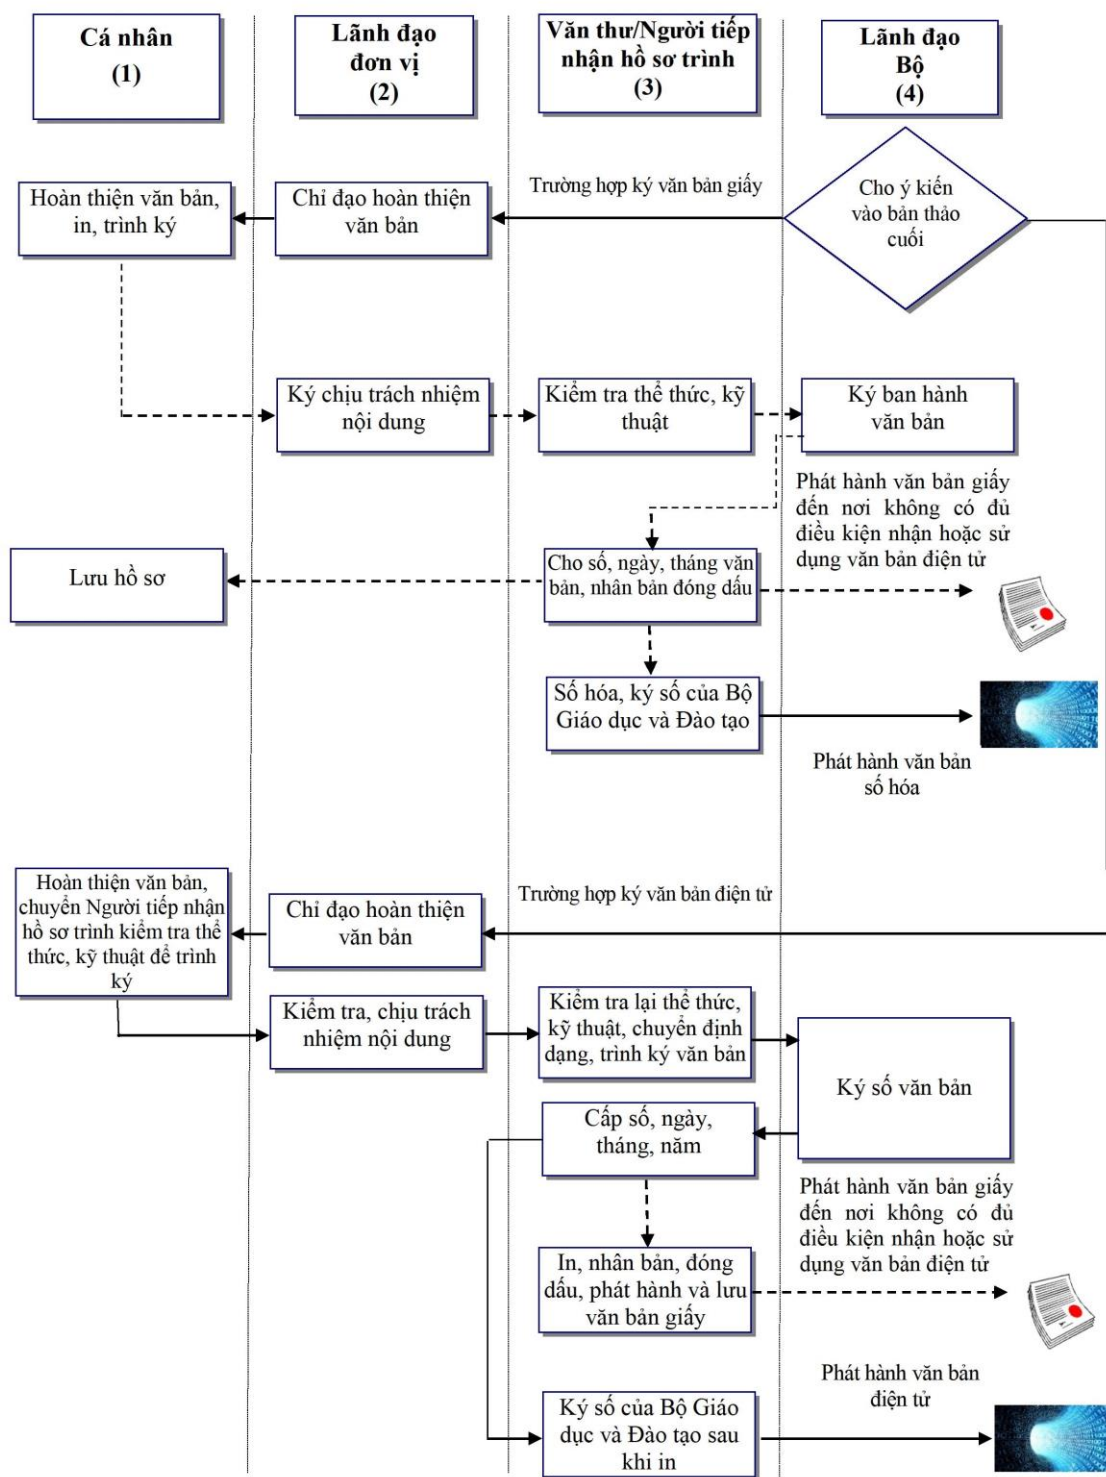 Cá nhân
(1)
Lãnh đạo
đơn vị
(2)
Văn thư/Người tiếp
nhận hồ sơ trình
(3)
Lãnh đạo
Bộ
(4)
Hoàn thiện văn bản,
in, trình ký
Chỉ đạo hoàn thiện
văn bản
Trường hợp ký văn bản giấy
Cho ý kiến
vào bản thảo
cuối
Ký chịu trách nhiệm
nội dung
Kiểm tra thể thức, kỹ
thuật
Ký ban hành
văn bản
Phát hành văn bản giấy
đến nơi không có đủ
điều kiện nhận hoặc sử
dụng văn bản điện tử
Lưu hồ sơ
Cho số, ngày, tháng văn
bản, nhân bản đóng dấu
Số hóa, ký số của Bộ
Giáo dục và Đào tạo
Phát hành văn bản
số hóa
Hoàn thiện văn bản,
chuyển Người tiếp nhận
hồ sơ trình kiểm tra thể
thức, kỹ thuật để trình
ký
Chỉ đạo hoàn thiện
văn bản
Trường hợp ký văn bản điện tử
Kiểm tra, chịu trách
nhiệm nội dung
Kiểm tra lại thể thức,
kỹ thuật, chuyển định
dạng, trình ký văn bản
Ký số văn bản
Cấp số, ngày,
tháng, năm
Phát hành văn bản giấy
đến nơi không có đủ
điều kiện nhận hoặc sử
dụng văn bản điện tử
In, nhân bản, đóng
dấu, phát hành và lưu
văn bản giấy
Phát hành văn bản
điện tử
Ký số của Bộ Giáo
dục và Đào tạo sau
khi in